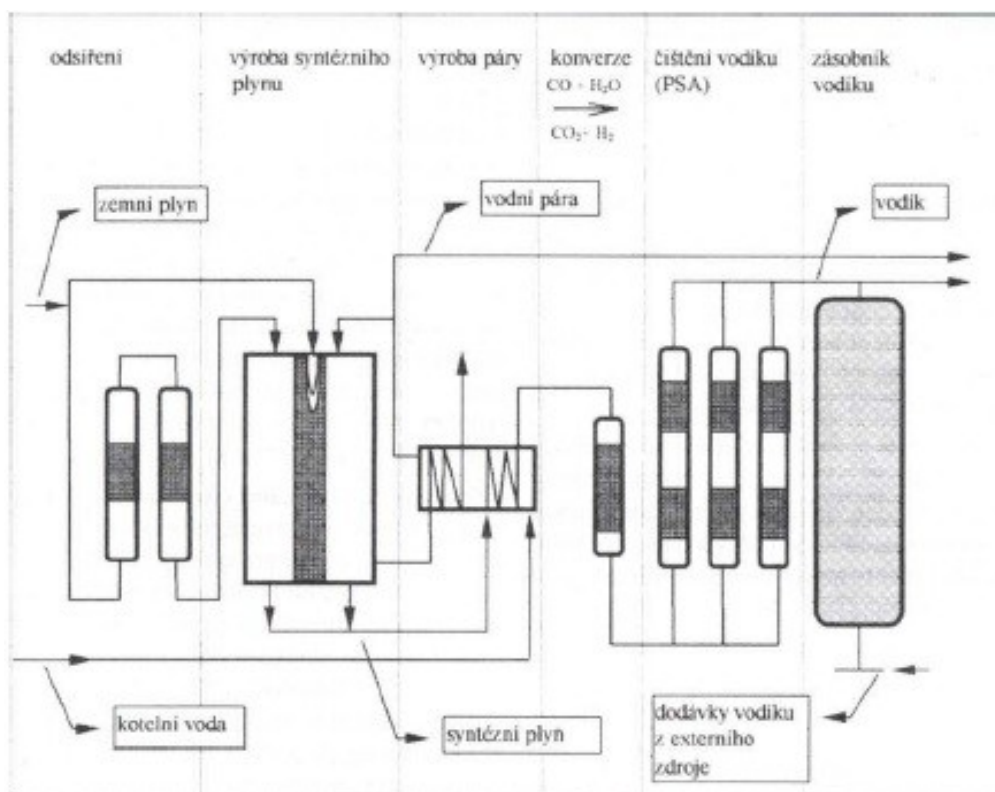 odsíření
výroba syntézního
plynu
výroba páry
konverze
CO + H₂O
CO₂- H₂
čištění vodíku
(PSA)
zásobník
vodíku
zemní plyn
vodní pára
vodík
kotelní voda
syntézní plyn
dodávky vodíku
z externího
zdroje